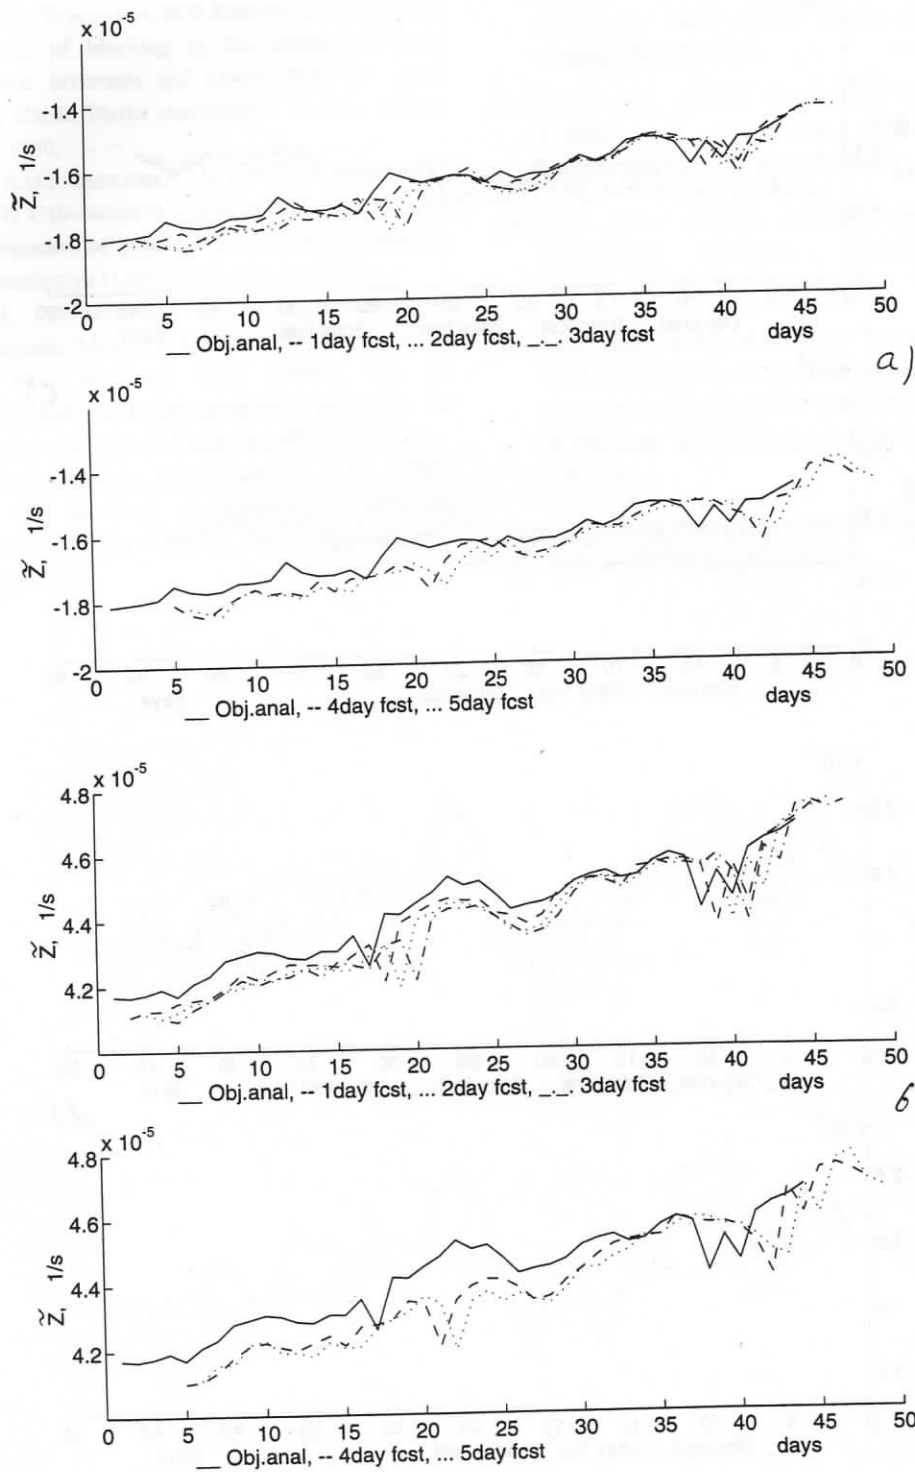 x 10-5
-1.4
-1.6
-1.8
-2
Z̃, 1/s
0 5 10 15 20 25 30 35 40 45 50
__ Obj.anal, -- 1day fcst, ... 2day fcst, _._. 3day fcst
days
a)
x 10-5
-1.4
-1.6
-1.8
-2
Z̃, 1/s
0 5 10 15 20 25 30 35 40 45 50
__ Obj.anal, -- 4day fcst, ... 5day fcst
days
x 10-5
4.8
4.6
4.4
4.2
Z̃, 1/s
0 5 10 15 20 25 30 35 40 45 50
__ Obj.anal, -- 1day fcst, ... 2day fcst, _._. 3day fcst
days
x 10-5
4.8
4.6
4.4
4.2
Z̃, 1/s
0 5 10 15 20 25 30 35 40 45 50
__ Obj.anal, -- 4day fcst, ... 5day fcst
days